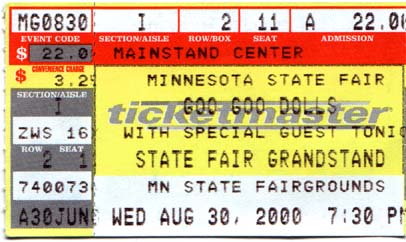 MG0830 I 2 11 A 22.00
EVENT CODE SECTION/AISLE ROW/BOX SEAT ADMISSION
$ 22.0 MAINSTAND CENTER
CONVENIENCE CHARGE
$ 3.2 MINNESOTA STATE FAIR
SECTION/AISLE
I GOO GOO DOLLS
ticketmaster
ZWS 16 WITH SPECIAL GUEST TONIC
ROW SEAT
2 1 STATE FAIR GRANDSTAND
740073 MN STATE FAIRGROUNDS
A30JUN WED AUG 30, 2000 7:30 P